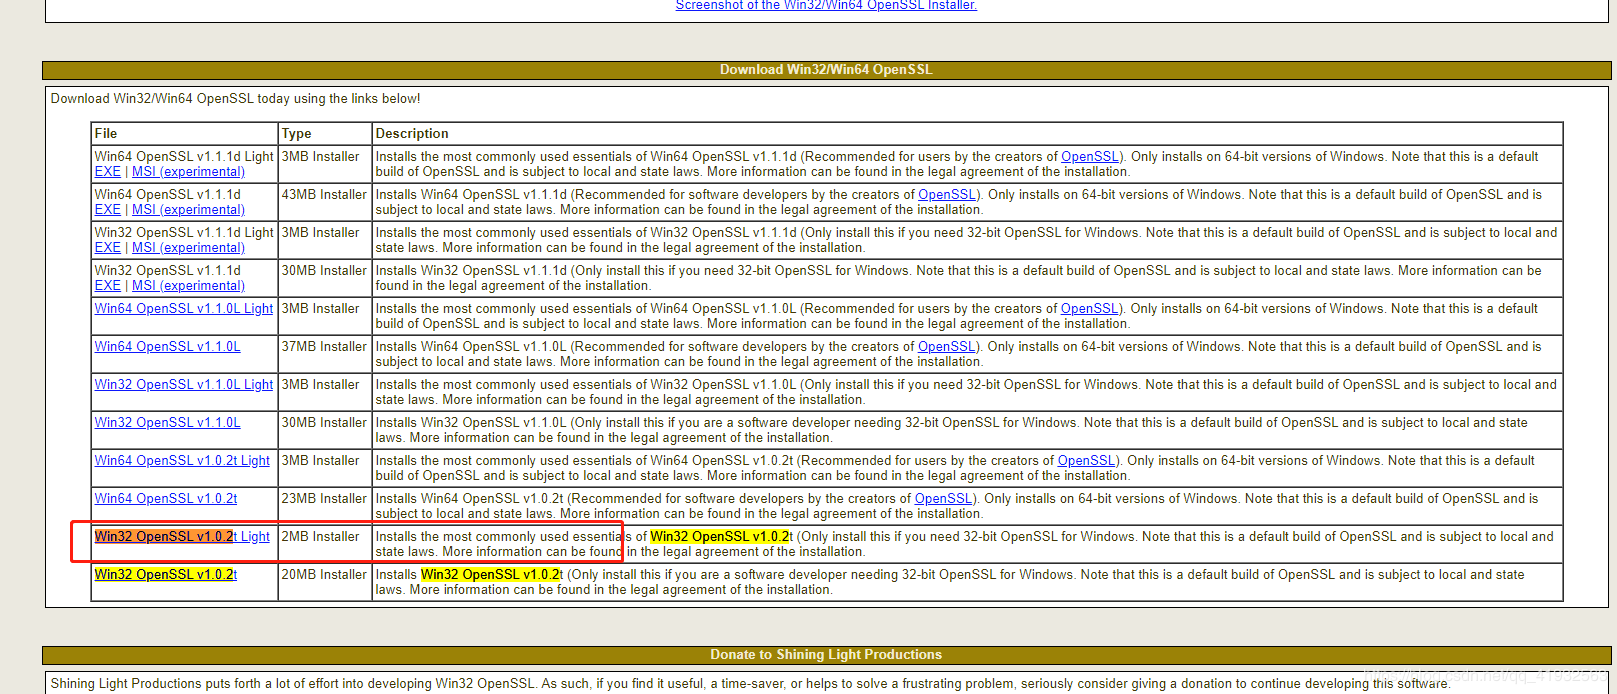 Screenshot of the Win32/Win64 OpenSSL Installer.
Download Win32/Win64 OpenSSL
Download Win32/Win64 OpenSSL today using the links below!
File Type Description
Win64 OpenSSL v1.1.1d Light
EXE | MSI (experimental)
3MB Installer
Installs the most commonly used essentials of Win64 OpenSSL v1.1.1d (Recommended for users by the creators of OpenSSL). Only installs on 64-bit versions of Windows. Note that this is a default
build of OpenSSL and is subject to local and state laws. More information can be found in the legal agreement of the installation.
Win64 OpenSSL v1.1.1d
EXE | MSI (experimental)
43MB Installer
Installs Win64 OpenSSL v1.1.1d (Recommended for software developers by the creators of OpenSSL). Only installs on 64-bit versions of Windows. Note that this is a default build of OpenSSL and is
subject to local and state laws. More information can be found in the legal agreement of the installation.
Win32 OpenSSL v1.1.1d Light
EXE | MSI (experimental)
3MB Installer
Installs the most commonly used essentials of Win32 OpenSSL v1.1.1d (Only install this if you need 32-bit OpenSSL for Windows. Note that this is a default build of OpenSSL and is subject to local and
state laws. More information can be found in the legal agreement of the installation.
Win32 OpenSSL v1.1.1d
EXE | MSI (experimental)
30MB Installer
Installs Win32 OpenSSL v1.1.1d (Only install this if you need 32-bit OpenSSL for Windows. Note that this is a default build of OpenSSL and is subject to local and state laws. More information can be
found in the legal agreement of the installation.
Win64 OpenSSL v1.1.0L Light
3MB Installer
Installs the most commonly used essentials of Win64 OpenSSL v1.1.0L (Recommended for users by the creators of OpenSSL). Only installs on 64-bit versions of Windows. Note that this is a default
build of OpenSSL and is subject to local and state laws. More information can be found in the legal agreement of the installation.
Win64 OpenSSL v1.1.0L
37MB Installer
Installs Win64 OpenSSL v1.1.0L (Recommended for software developers by the creators of OpenSSL). Only installs on 64-bit versions of Windows. Note that this is a default build of OpenSSL and is
subject to local and state laws. More information can be found in the legal agreement of the installation.
Win32 OpenSSL v1.1.0L Light
3MB Installer
Installs the most commonly used essentials of Win32 OpenSSL v1.1.0L (Only install this if you need 32-bit OpenSSL for Windows. Note that this is a default build of OpenSSL and is subject to local and
state laws. More information can be found in the legal agreement of the installation.
Win32 OpenSSL v1.1.0L
30MB Installer
Installs Win32 OpenSSL v1.1.0L (Only install this if you are a software developer needing 32-bit OpenSSL for Windows. Note that this is a default build of OpenSSL and is subject to local and state
laws. More information can be found in the legal agreement of the installation.
Win64 OpenSSL v1.0.2t Light
3MB Installer
Installs the most commonly used essentials of Win64 OpenSSL v1.0.2t (Recommended for users by the creators of OpenSSL). Only installs on 64-bit versions of Windows. Note that this is a default
build of OpenSSL and is subject to local and state laws. More information can be found in the legal agreement of the installation.
Win64 OpenSSL v1.0.2t
23MB Installer
Installs Win64 OpenSSL v1.0.2t (Recommended for software developers by the creators of OpenSSL). Only installs on 64-bit versions of Windows. Note that this is a default build of OpenSSL and is
subject to local and state laws. More information can be found in the legal agreement of the installation.
Win32 OpenSSL v1.0.2t Light
2MB Installer
Installs the most commonly used essentials of Win32 OpenSSL v1.0.2t (Only install this if you need 32-bit OpenSSL for Windows. Note that this is a default build of OpenSSL and is subject to local and
state laws. More information can be found in the legal agreement of the installation.
Win32 OpenSSL v1.0.2t
20MB Installer
Installs Win32 OpenSSL v1.0.2t (Only install this if you are a software developer needing 32-bit OpenSSL for Windows. Note that this is a default build of OpenSSL and is subject to local and state
laws. More information can be found in the legal agreement of the installation.
Donate to Shining Light Productions
Shining Light Productions puts forth a lot of effort into developing Win32 OpenSSL. As such, if you find it useful, a time-saver, or helps to solve a frustrating problem, seriously consider giving a donation to continue developing this software.